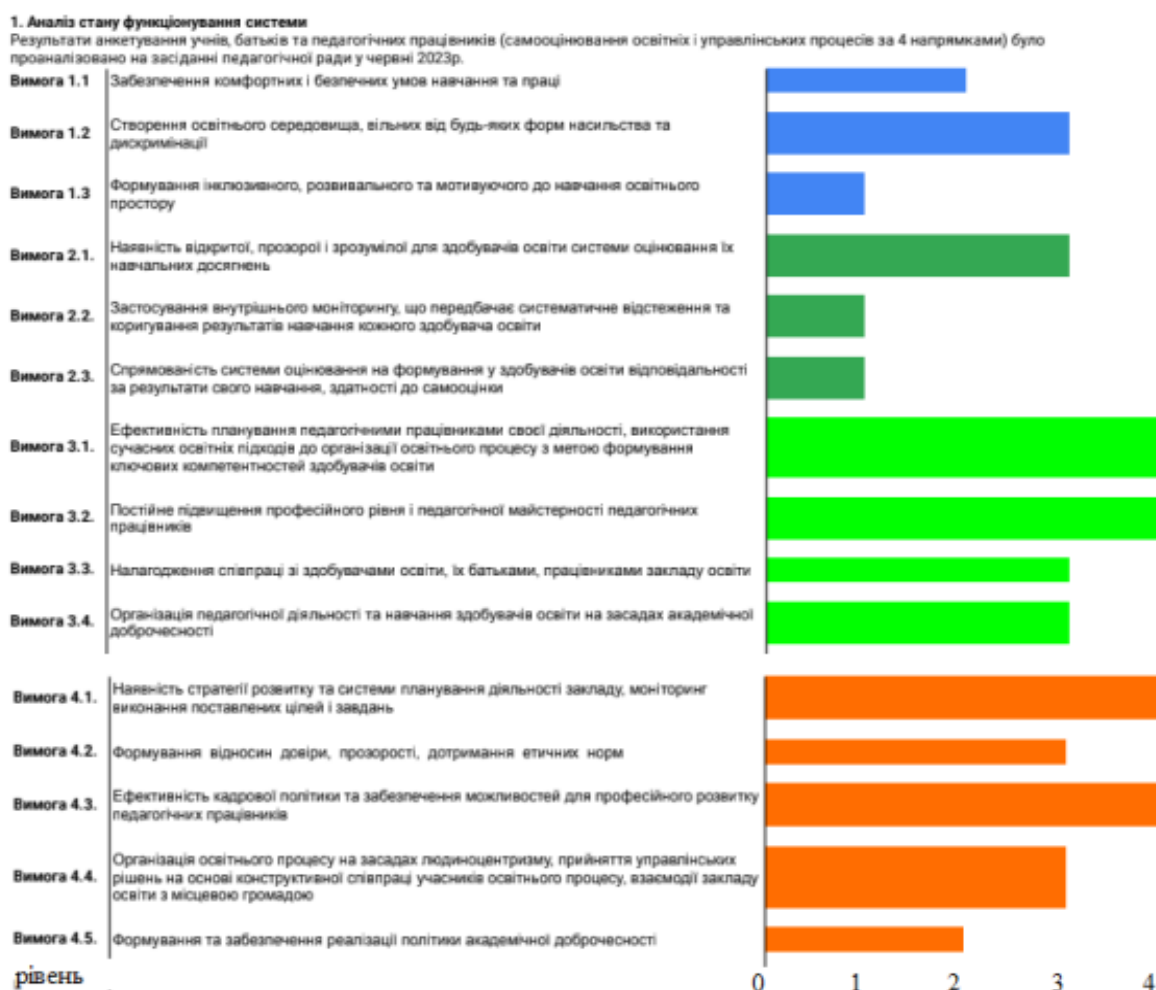 1. Аналіз стану функціонування системи
Результати анкетування учнів, батьків та педагогічних працівників (самооцінювання освітніх і управлінських процесів за 4 напрямками) було
проаналізовано на засіданні педагогічної ради у червні 2023р.
Вимога 1.1 Забезпечення комфортних і безпечних умов навчання та праці
Вимога 1.2 Створення освітнього середовища, вільних від будь-яких форм насильства та
дискримінації
Вимога 1.3 Формування інклюзивного, розвивального та мотивуючого до навчання освітнього
простору
Вимога 2.1. Наявність відкритої, прозорої і зрозумілої для здобувачів освіти системи оцінювання їх
навчальних досягнень
Вимога 2.2. Застосування внутрішнього моніторингу, що передбачає систематичне відстеження та
коригування результатів навчання кожного здобувача освіти
Вимога 2.3. Спрямованість системи оцінювання на формування у здобувачів освіти відповідальності
за результати свого навчання, здатності до самооцінки
Вимога 3.1. Ефективність планування педагогічними працівниками своєї діяльності, використання
сучасних освітніх підходів до організації освітнього процесу з метою формування
ключових компетентностей здобувачів освіти
Вимога 3.2. Постійне підвищення професійного рівня і педагогічної майстерності педагогічних
працівників
Вимога 3.3. Налагодження співпраці зі здобувачами освіти, їх батьками, працівниками закладу освіти
Вимога 3.4. Організація педагогічної діяльності та навчання здобувачів освіти на засадах академічної
доброчесності
Вимога 4.1. Наявність стратегії розвитку та системи планування діяльності закладу, моніторинг
виконання поставлених цілей і завдань
Вимога 4.2. Формування відносин довіри, прозорості, дотримання етичних норм
Вимога 4.3. Ефективність кадрової політики та забезпечення можливостей для професійного розвитку
педагогічних працівників
Вимога 4.4. Організація освітнього процесу на засадах людиноцентризму, прийняття управлінських
рішень на основі конструктивної співпраці учасників освітнього процесу, взаємодії закладу
освіти з місцевою громадою
Вимога 4.5. Формування та забезпечення реалізації політики академічної доброчесності
рівень 0 1 2 3 4